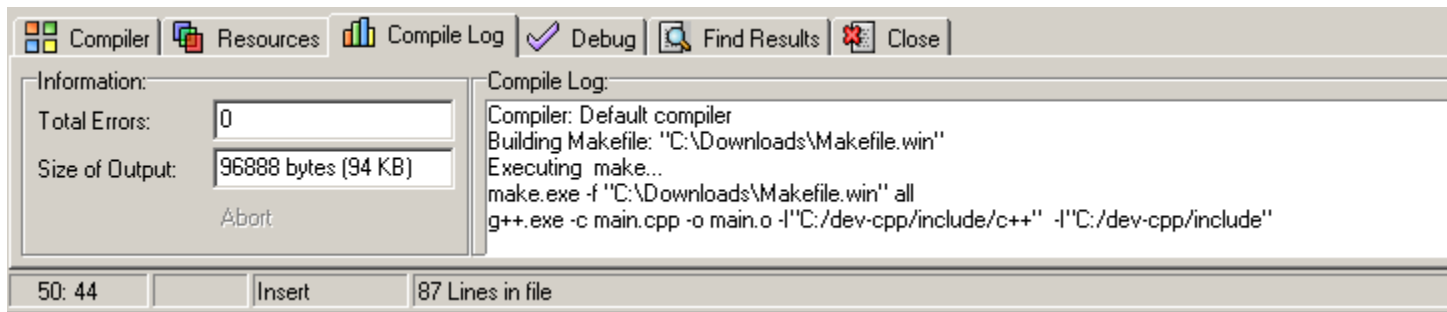 Compiler Resources Compile Log Debug Find Results Close
Information:
Total Errors: 0
Size of Output: 96888 bytes (94 KB)
Abort
Compile Log:
Compiler: Default compiler
Building Makefile: "C:\Downloads\Makefile.win"
Executing  make...
make.exe -f "C:\Downloads\Makefile.win" all
g++.exe -c main.cpp -o main.o -I"C:/dev-cpp/include/c++"  -I"C:/dev-cpp/include"
50: 44 Insert 87 Lines in file